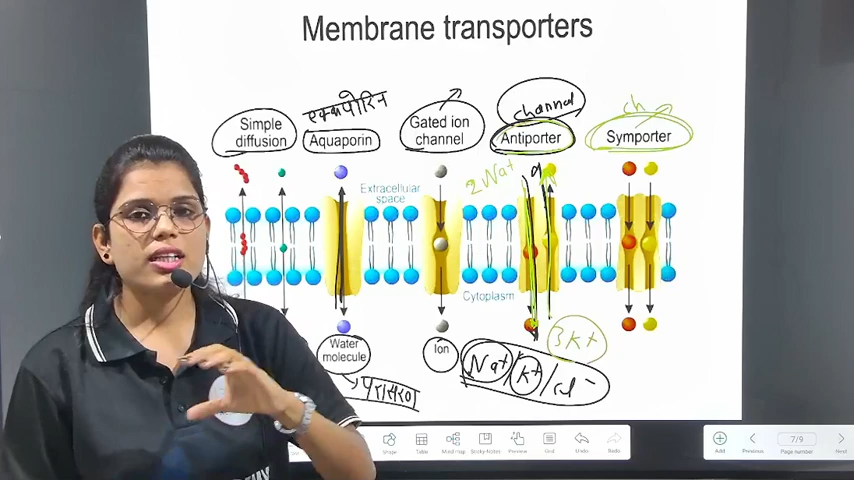 Membrane transporters
एक्वापोरिन
channel
ch
Simple
diffusion
Aquaporin
Gated ion
channel
Antiporter
Symporter
2Na+
Extracellular
space
Cytoplasm
3K+
Water
molecule
Ion
Na+/K+/Cl-
परासरण
Shape
Table
Mind map
Sticky Notes
Preview
Grid
Undo
Redo
Add
Previous
7/9
Page number
Next